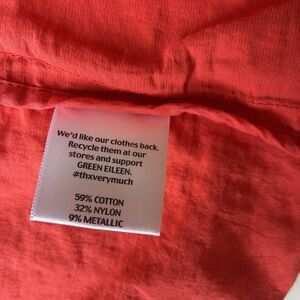 We'd like our clothes back.
Recycle them at our
stores and support
GREEN EILEEN.
#thxverymuch
59% COTTON
32% NYLON
9% METALLIC